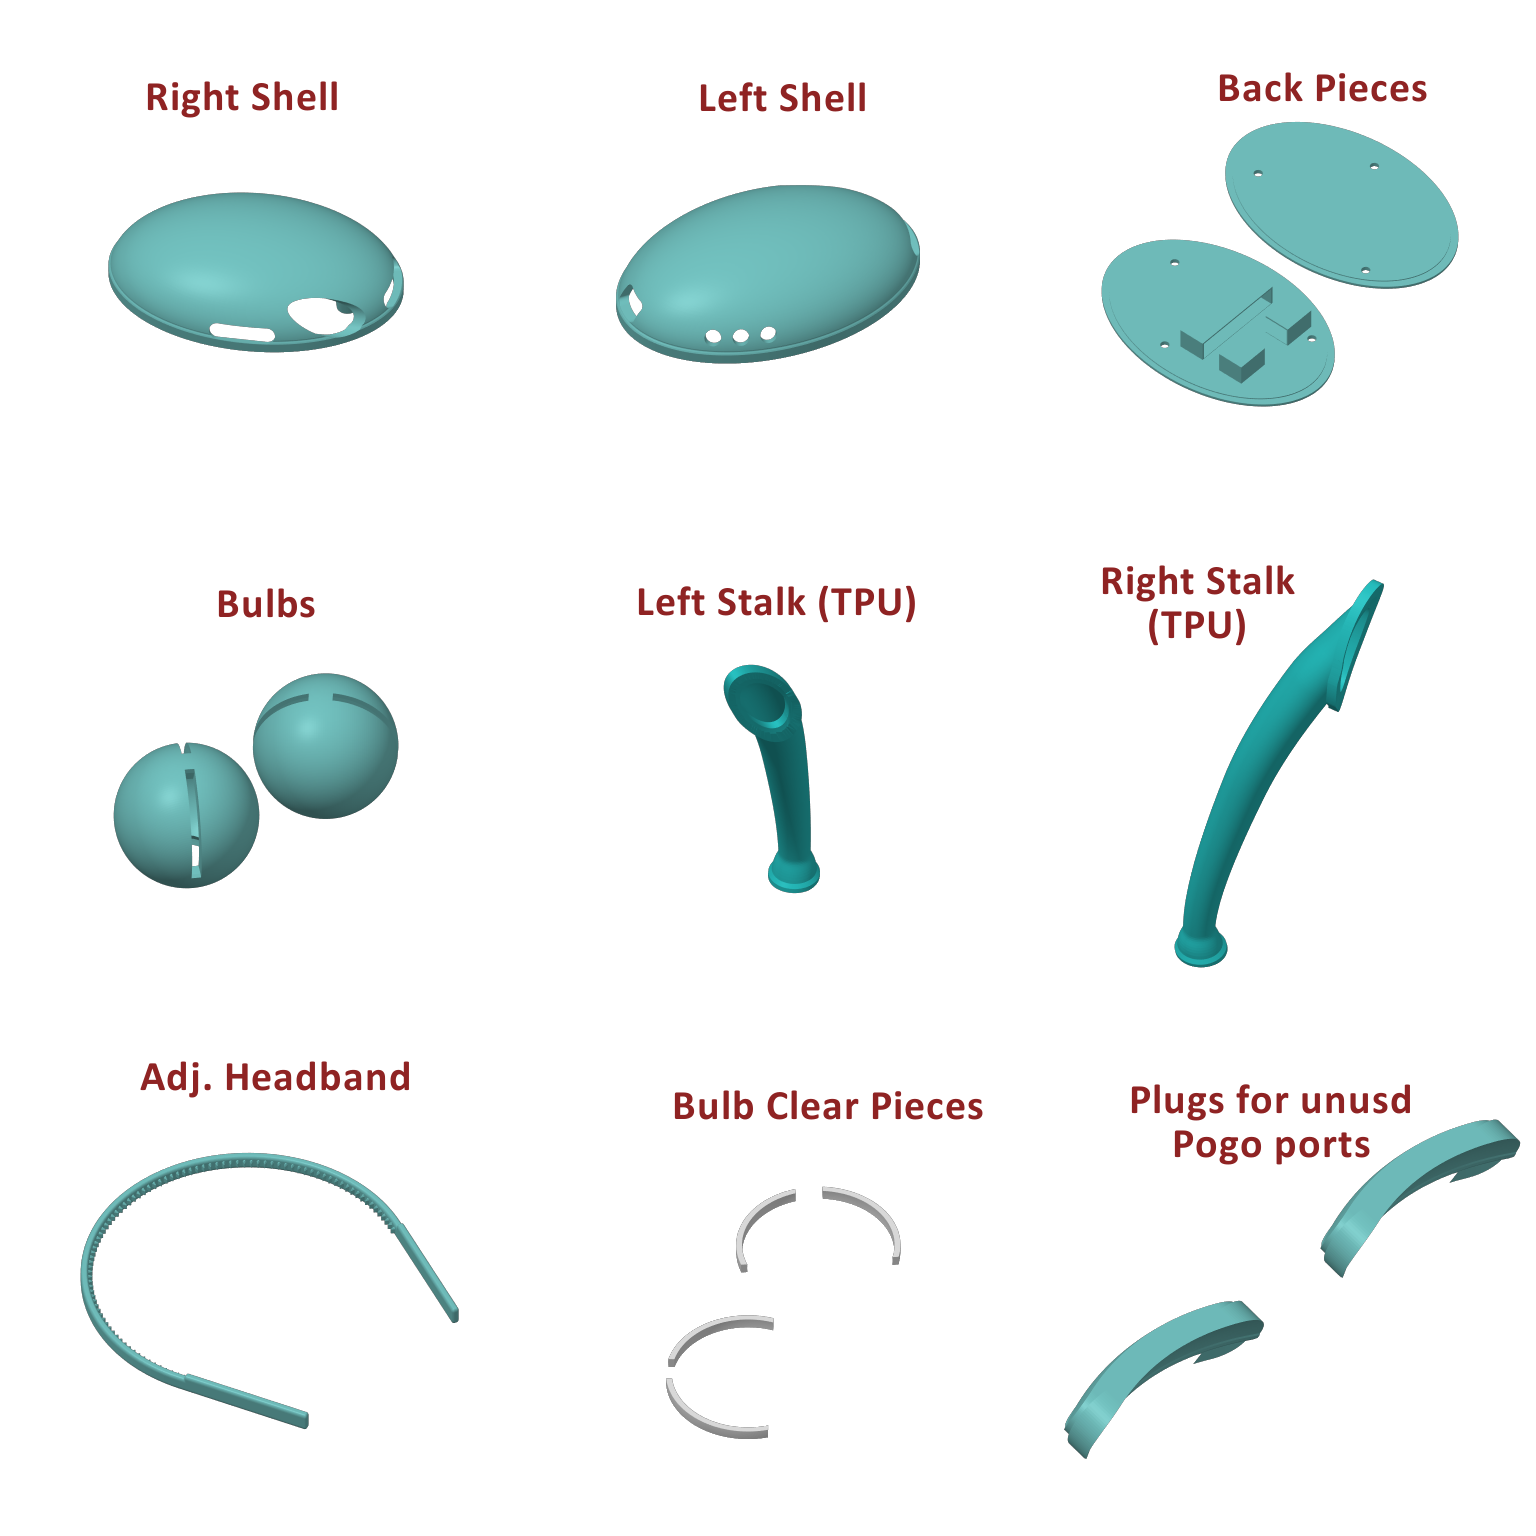 Right Shell
Left Shell
Back Pieces
Bulbs
Left Stalk (TPU)
Right Stalk
(TPU)
Adj. Headband
Bulb Clear Pieces
Plugs for unusd
Pogo ports